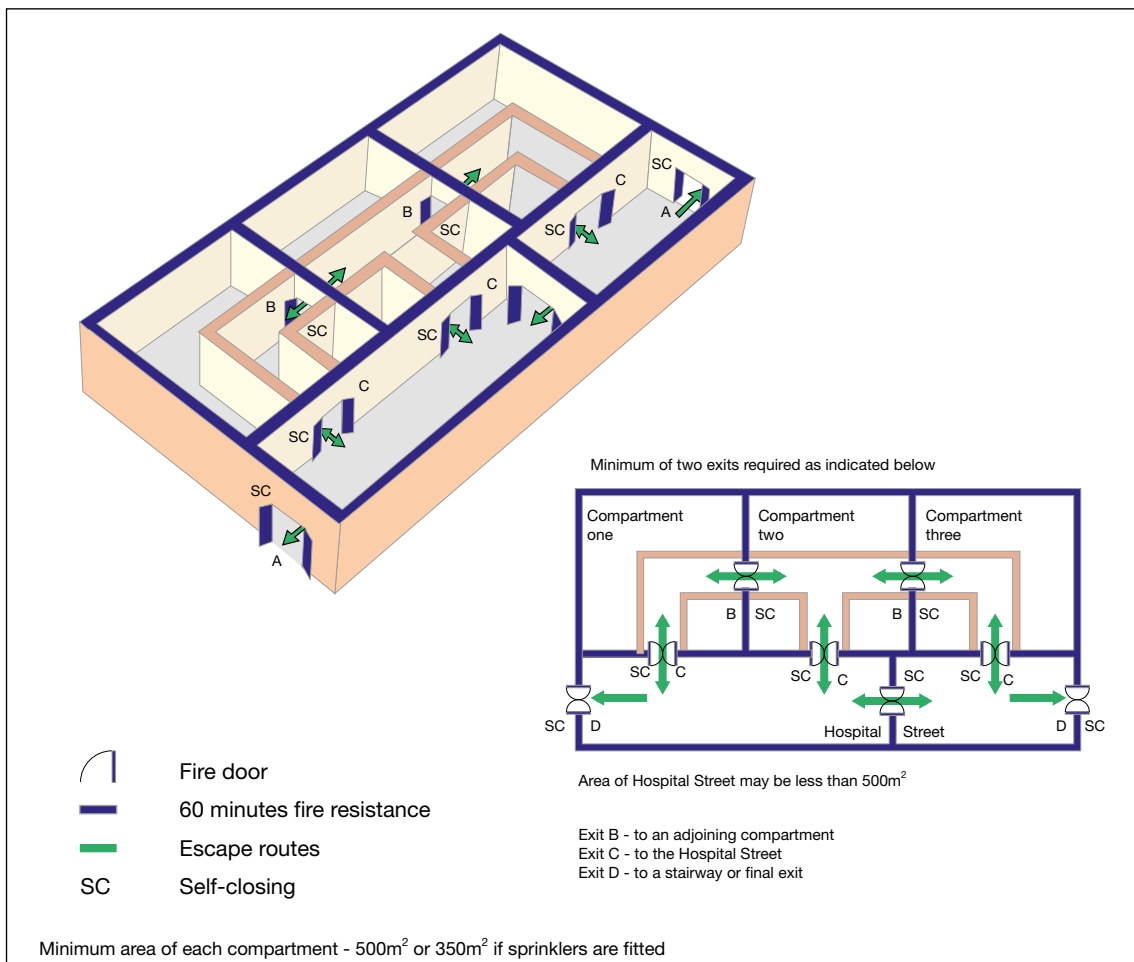 SC
C
A
B
SC
SC
C
B
SC
SC
C
SC
SC
A
Minimum of two exits required as indicated below
Compartment one
Compartment two
Compartment three
B SC
B SC
SC C
SC C
SC
SC C
SC D
Hospital Street
D SC
Area of Hospital Street may be less than 500m²
Exit B - to an adjoining compartment
Exit C - to the Hospital Street
Exit D - to a stairway or final exit
Fire door
60 minutes fire resistance
Escape routes
SC Self-closing
Minimum area of each compartment - 500m² or 350m² if sprinklers are fitted